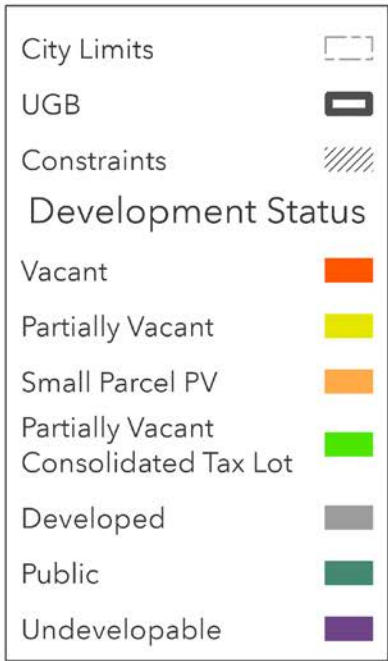 City Limits
UGB
Constraints
Development Status
Vacant
Partially Vacant
Small Parcel PV
Partially Vacant
Consolidated Tax Lot
Developed
Public
Undevelopable